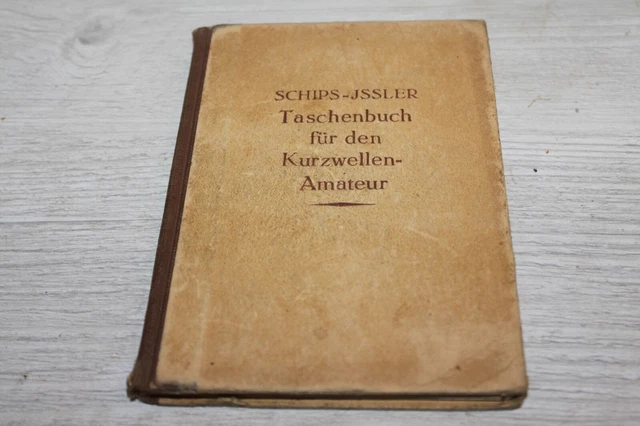 SCHIPS-JSSLER
Taschenbuch
für den
Kurzwellen-
Amateur